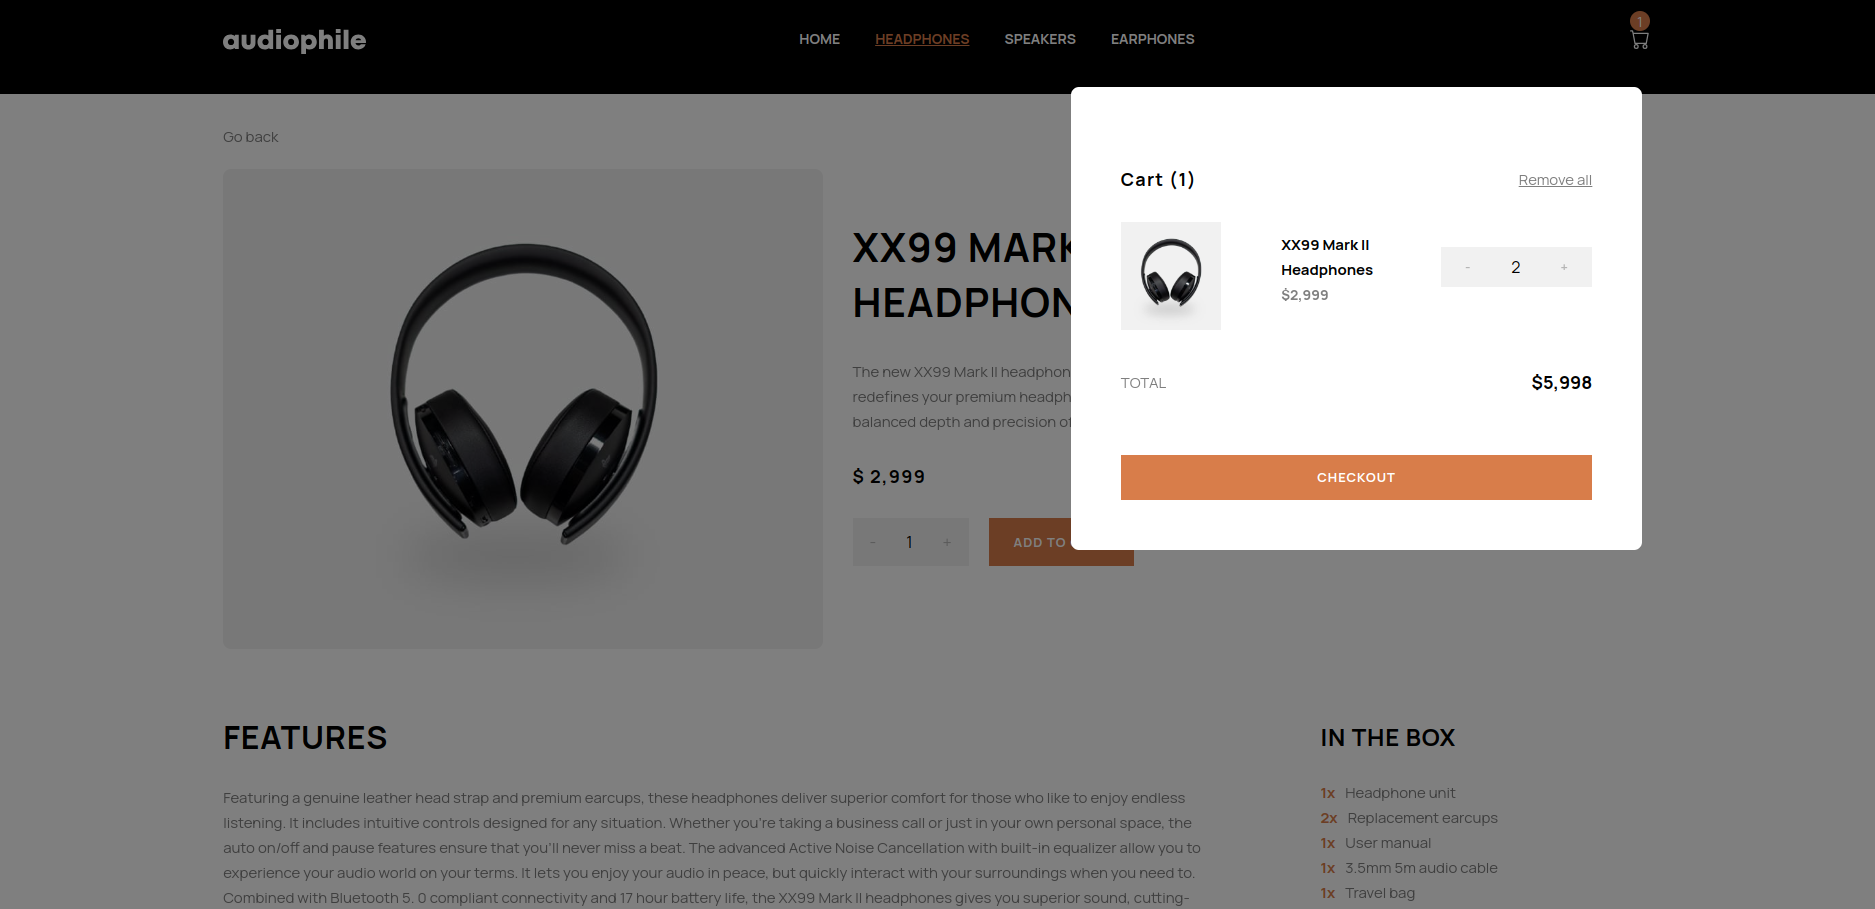 audiophile
HOME HEADPHONES SPEAKERS EARPHONES
1
Go back
XX99 MARK
HEADPHON
The new XX99 Mark II headphon
redefines your premium headph
balanced depth and precision of
$ 2,999
- 1 +
ADD TO
Cart (1)
Remove all
XX99 Mark II
Headphones
$2,999
- 2 +
TOTAL
$5,998
CHECKOUT
FEATURES
Featuring a genuine leather head strap and premium earcups, these headphones deliver superior comfort for those who like to enjoy endless
listening. It includes intuitive controls designed for any situation. Whether you're taking a business call or just in your own personal space, the
auto on/off and pause features ensure that you'll never miss a beat. The advanced Active Noise Cancellation with built-in equalizer allow you to
experience your audio world on your terms. It lets you enjoy your audio in peace, but quickly interact with your surroundings when you need to.
Combined with Bluetooth 5. 0 compliant connectivity and 17 hour battery life, the XX99 Mark II headphones gives you superior sound, cutting-
IN THE BOX
1x Headphone unit
2x Replacement earcups
1x User manual
1x 3.5mm 5m audio cable
1x Travel bag